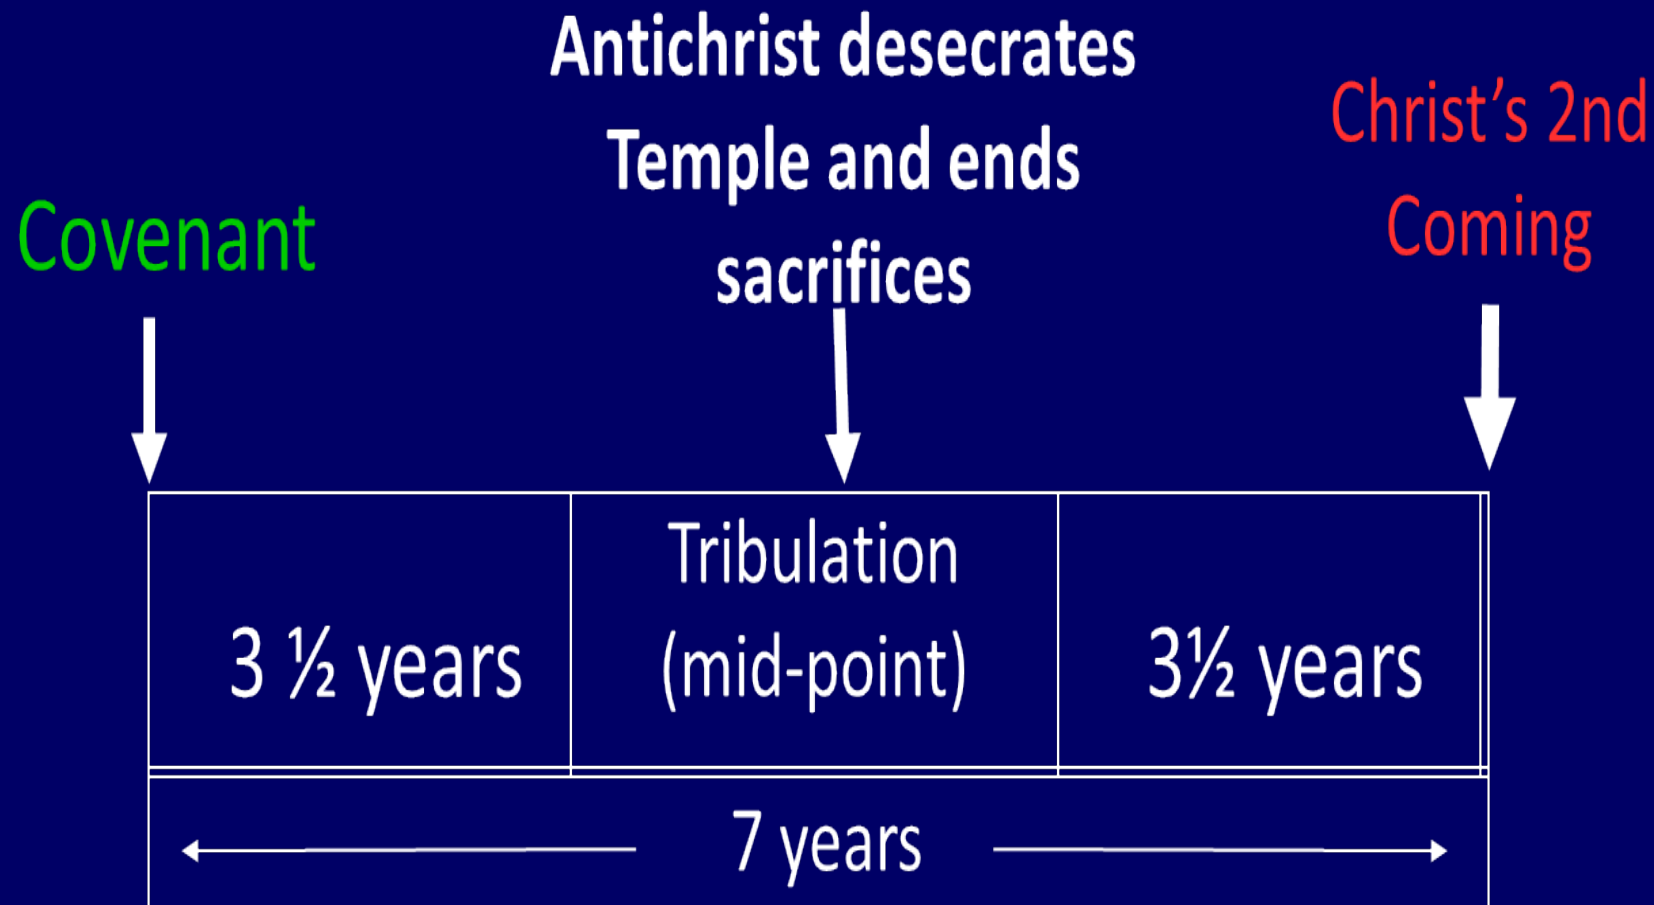 Antichrist desecrates
Temple and ends
sacrifices
Christ’s 2nd
Coming
Covenant
Tribulation
(mid-point)
3 ½ years
3½ years
7 years